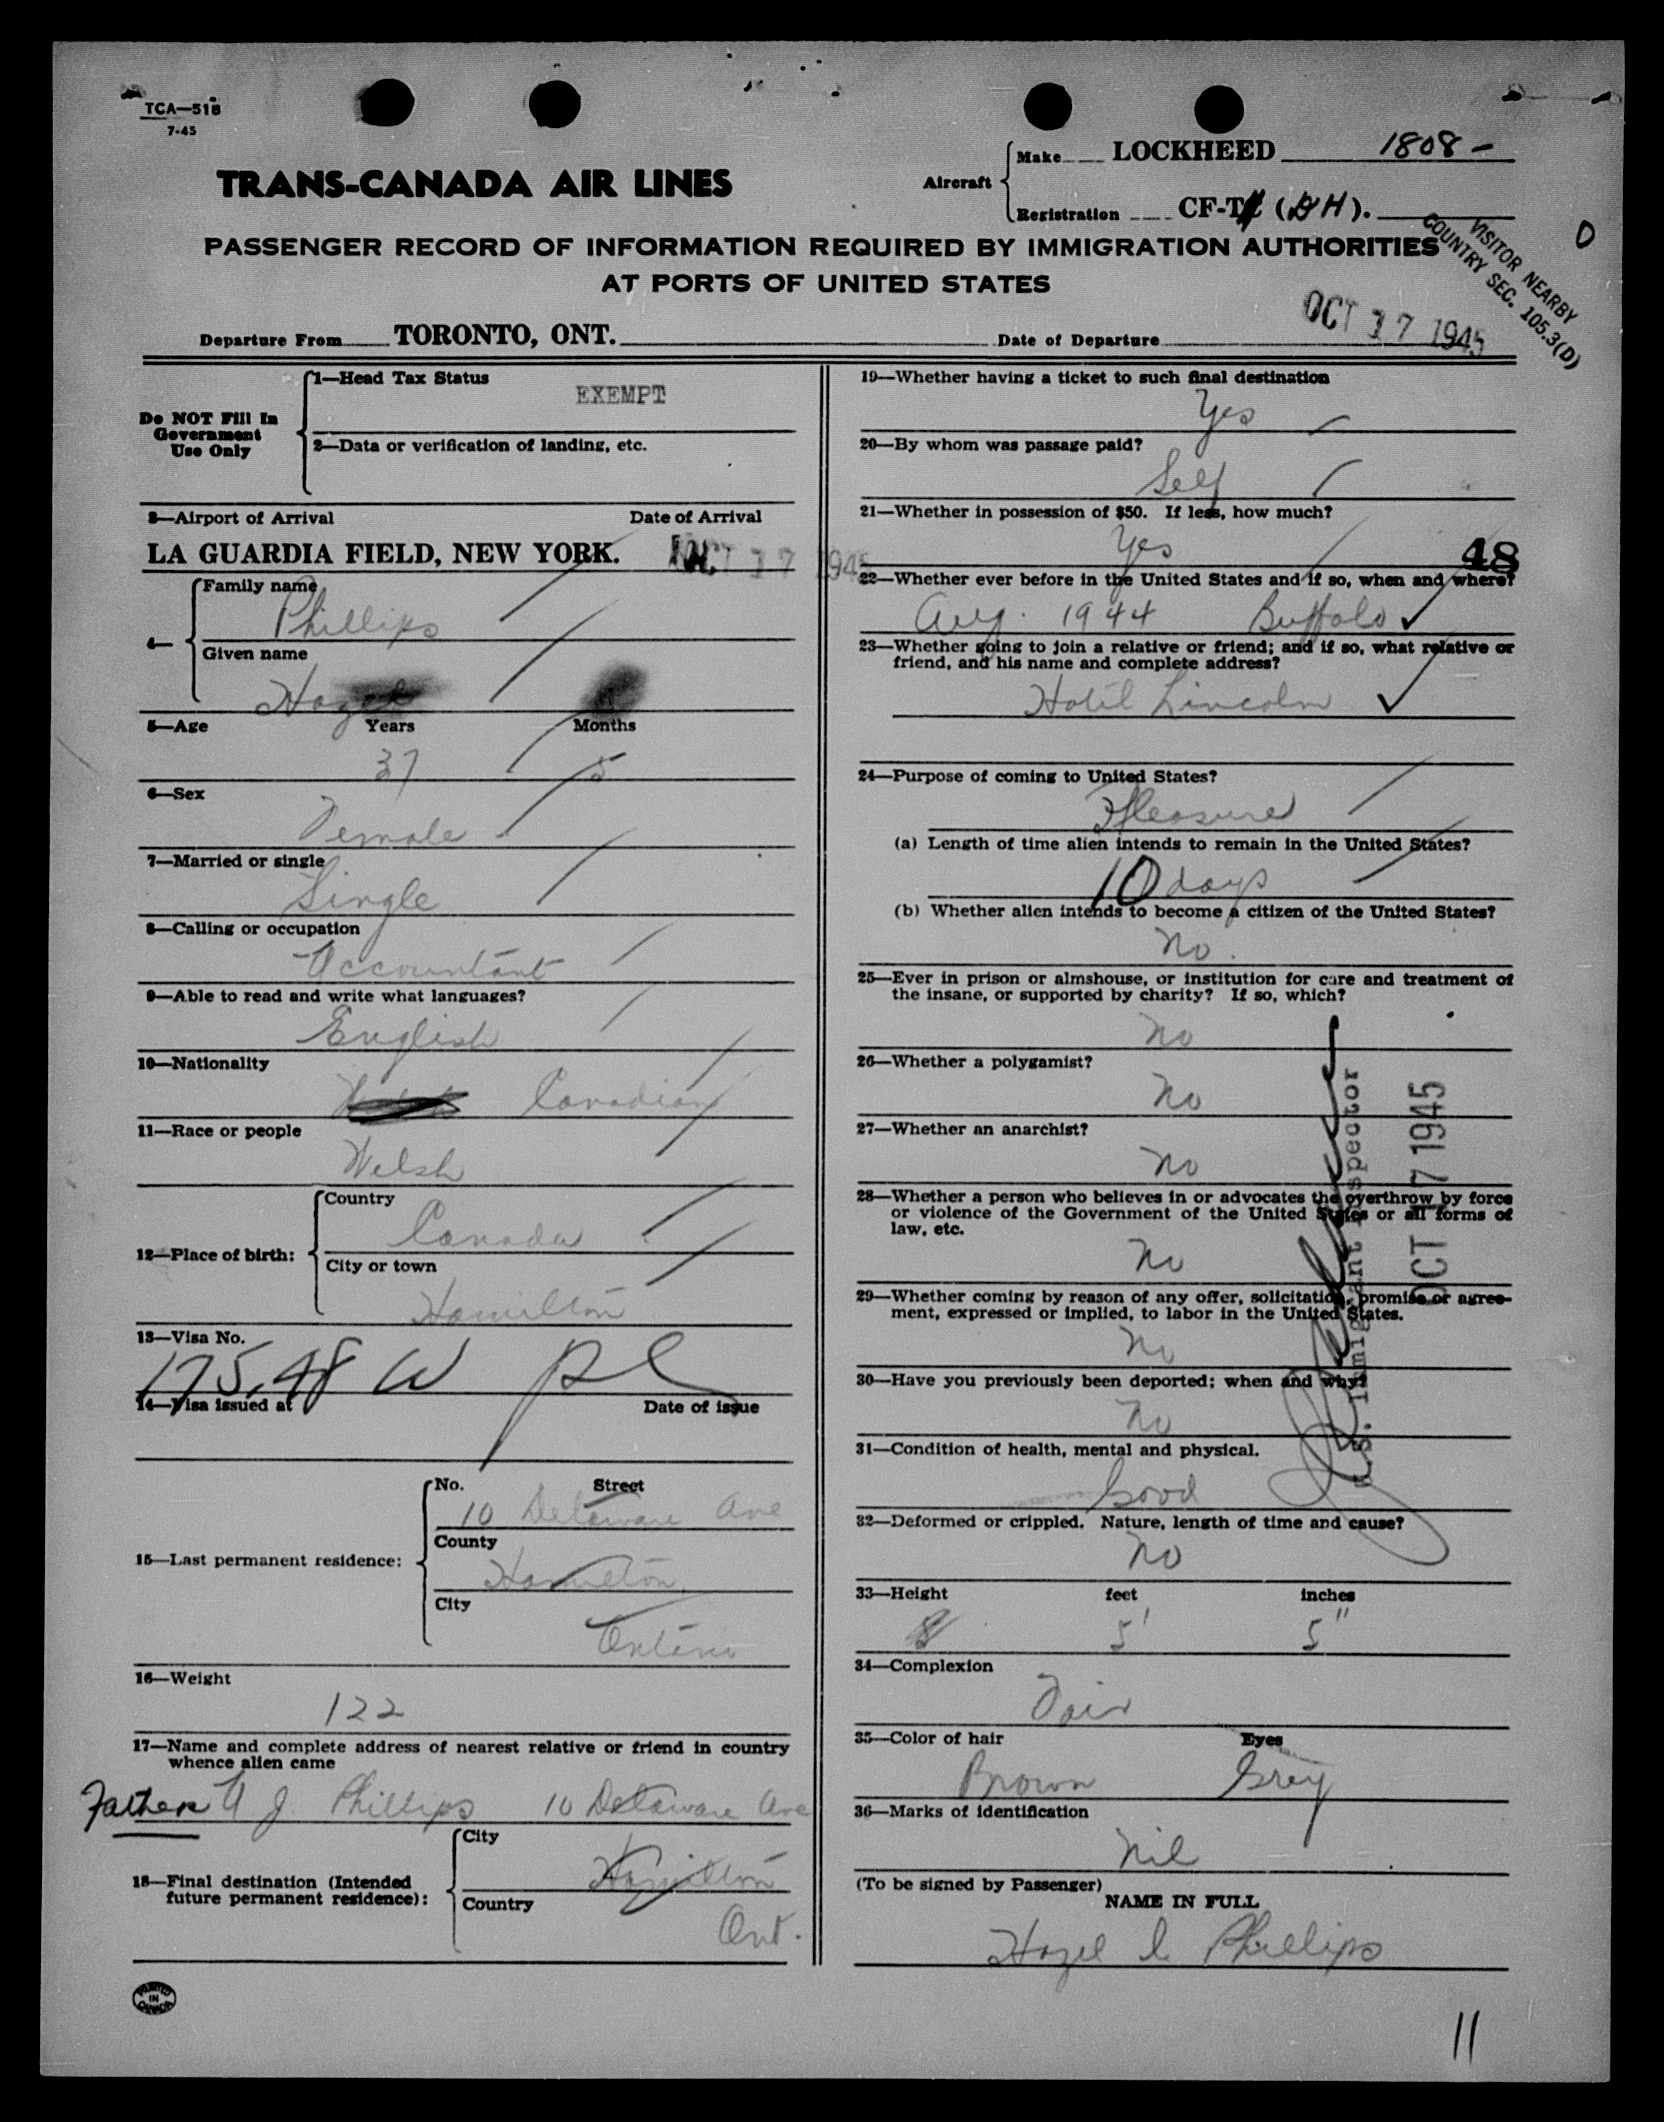 TCA—518
7-45
Make LOCKHEED 1808 -
TRANS-CANADA AIR LINES
Aircraft
Registration CF-T (DH).
VISITOR NEARBY
COUNTRY SEC. 105.3(D)
PASSENGER RECORD OF INFORMATION REQUIRED BY IMMIGRATION AUTHORITIES
AT PORTS OF UNITED STATES
Departure From TORONTO, ONT. Date of Departure OCT 17 1945
Do NOT Fill In
Government
Use Only
1—Head Tax Status
EXEMPT
2—Data or verification of landing, etc.
3—Airport of Arrival Date of Arrival
LA GUARDIA FIELD, NEW YORK. OCT 17 1945
4—
Family name
Phillips
Given name
Hazel
5—Age Years Months
37 5
6—Sex
Female
7—Married or single
Single
8—Calling or occupation
Accountant
9—Able to read and write what languages?
English
10—Nationality
Canadian
11—Race or people
Welsh
12—Place of birth:
Country
Canada
City or town
Hamilton
13—Visa No.
175.48 W
14—Visa issued at Date of issue
15—Last permanent residence:
No. Street
10 Delaware Ave
County
Hamilton
City
Ontario
16—Weight
122
17—Name and complete address of nearest relative or friend in country
whence alien came
Father J. Phillips 10 Delaware Ave
18—Final destination (Intended
future permanent residence):
City
Hamilton
Country
Ont.
PRINTED
IN
CANADA
19—Whether having a ticket to such final destination
Yes
20—By whom was passage paid?
Self
21—Whether in possession of $50. If less, how much?
Yes
48
22—Whether ever before in the United States and if so, when and where?
Aug. 1944 Buffalo
23—Whether going to join a relative or friend; and if so, what relative or
friend, and his name and complete address?
Hotel Lincoln
24—Purpose of coming to United States?
Pleasure
(a) Length of time alien intends to remain in the United States?
10 days
(b) Whether alien intends to become a citizen of the United States?
No.
25—Ever in prison or almshouse, or institution for care and treatment of
the insane, or supported by charity? If so, which?
No
26—Whether a polygamist?
No
27—Whether an anarchist?
No
28—Whether a person who believes in or advocates the overthrow by force
or violence of the Government of the United States or all forms of
law, etc.
No
29—Whether coming by reason of any offer, solicitation, promise or agree-
ment, expressed or implied, to labor in the United States.
No
30—Have you previously been deported; when and why?
No
31—Condition of health, mental and physical.
Good
32—Deformed or crippled. Nature, length of time and cause?
No
U.S. Immigrant Inspector
OCT 17 1945
33—Height feet inches
5' 5"
34—Complexion
Fair
35—Color of hair Eyes
Brown Grey
36—Marks of identification
Nil
(To be signed by Passenger)
NAME IN FULL
Hazel I. Phillips
11